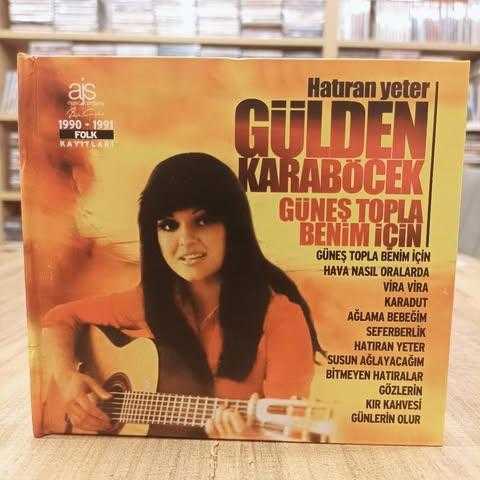 ais
1990 - 1991
FOLK
KAYITLARI
Hatıran yeter
GÜLDEN
KARABÖCEK
GÜNEŞ TOPLA
BENİM İÇİN
GÜNEŞ TOPLA BENİM İÇİN
HAVA NASIL ORALARDA
VİRA VİRA
KARADUT
AĞLAMA BEBEĞİM
SEFERBERLİK
HATIRAN YETER
SUSUN AĞLAYACAĞIM
BİTMEYEN HATIRALAR
GÖZLERİN
KIR KAHVESİ
GÜNLERİN OLUR